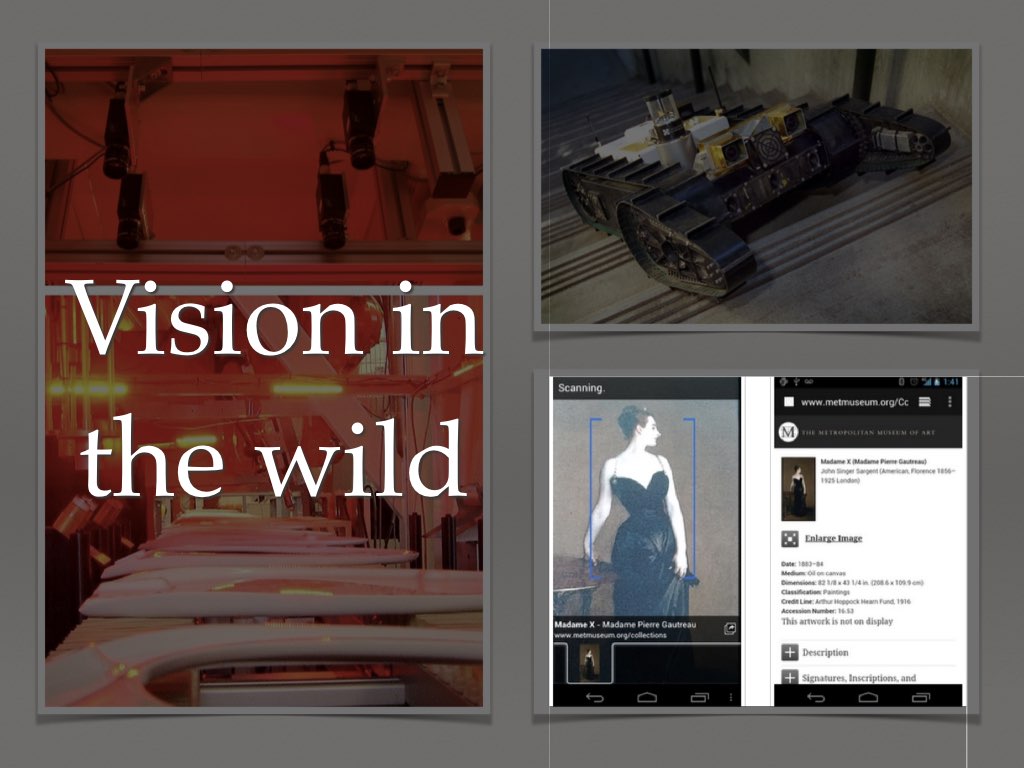 Vision in
the wild
Scanning.
Madame X - Madame Pierre Gautreau
www.metmuseum.org/collections
1:41
www.metmuseum.org/Cc
M THE METROPOLITAN MUSEUM OF ART
Madame X (Madame Pierre Gautreau)
John Singer Sargent (American, Florence 1856–
1925 London)
Enlarge Image
Date: 1883–84
Medium: Oil on canvas
Dimensions: 82 1/8 x 43 1/4 in. (208.6 x 109.9 cm)
Classification: Paintings
Credit Line: Arthur Hoppock Hearn Fund, 1916
Accession Number: 16.53
This artwork is not on display
Description
Signatures, Inscriptions, and